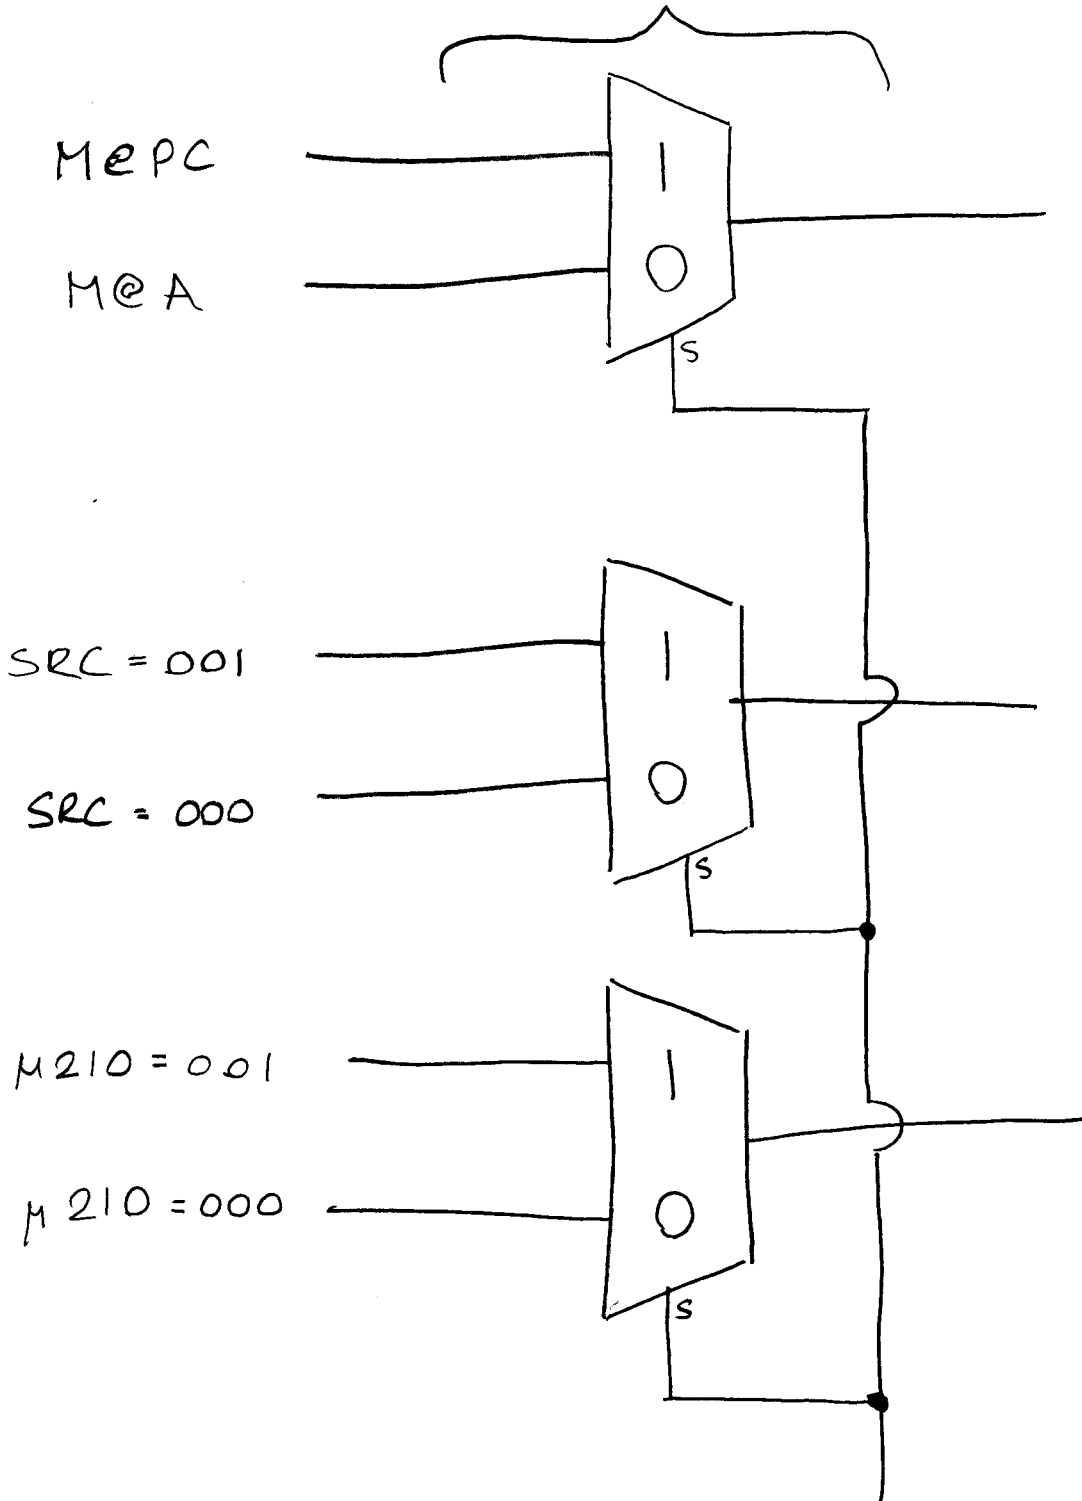 M@PC
1
M@A
0
S
SRC = 001
1
SRC = 000
0
S
μ210 = 001
1
μ210 = 000
0
S